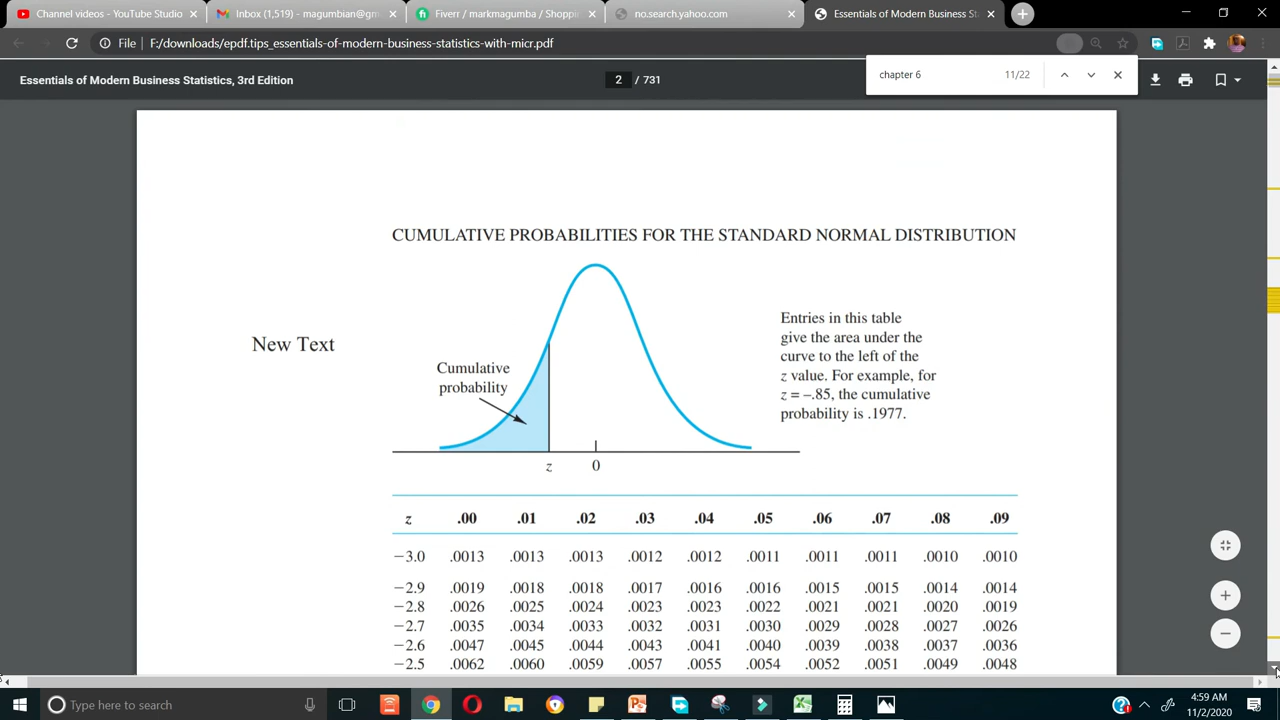 Channel videos - YouTube Studio
Inbox (1,519) - magumbian@gm
Fiverr / markmagumba / Shoppi
no.search.yahoo.com
Essentials of Modern Business St
File F:/downloads/epdf.tips_essentials-of-modern-business-statistics-with-micr.pdf
Essentials of Modern Business Statistics, 3rd Edition
2 / 731
chapter 6 11/22
CUMULATIVE PROBABILITIES FOR THE STANDARD NORMAL DISTRIBUTION
New Text
Cumulative
probability
z 0
Entries in this table
give the area under the
curve to the left of the
z value. For example, for
z = –.85, the cumulative
probability is .1977.
z .00 .01 .02 .03 .04 .05 .06 .07 .08 .09
−3.0 .0013 .0013 .0013 .0012 .0012 .0011 .0011 .0011 .0010 .0010
−2.9 .0019 .0018 .0018 .0017 .0016 .0016 .0015 .0015 .0014 .0014
−2.8 .0026 .0025 .0024 .0023 .0023 .0022 .0021 .0021 .0020 .0019
−2.7 .0035 .0034 .0033 .0032 .0031 .0030 .0029 .0028 .0027 .0026
−2.6 .0047 .0045 .0044 .0043 .0041 .0040 .0039 .0038 .0037 .0036
−2.5 .0062 .0060 .0059 .0057 .0055 .0054 .0052 .0051 .0049 .0048
Type here to search
4:59 AM
11/2/2020